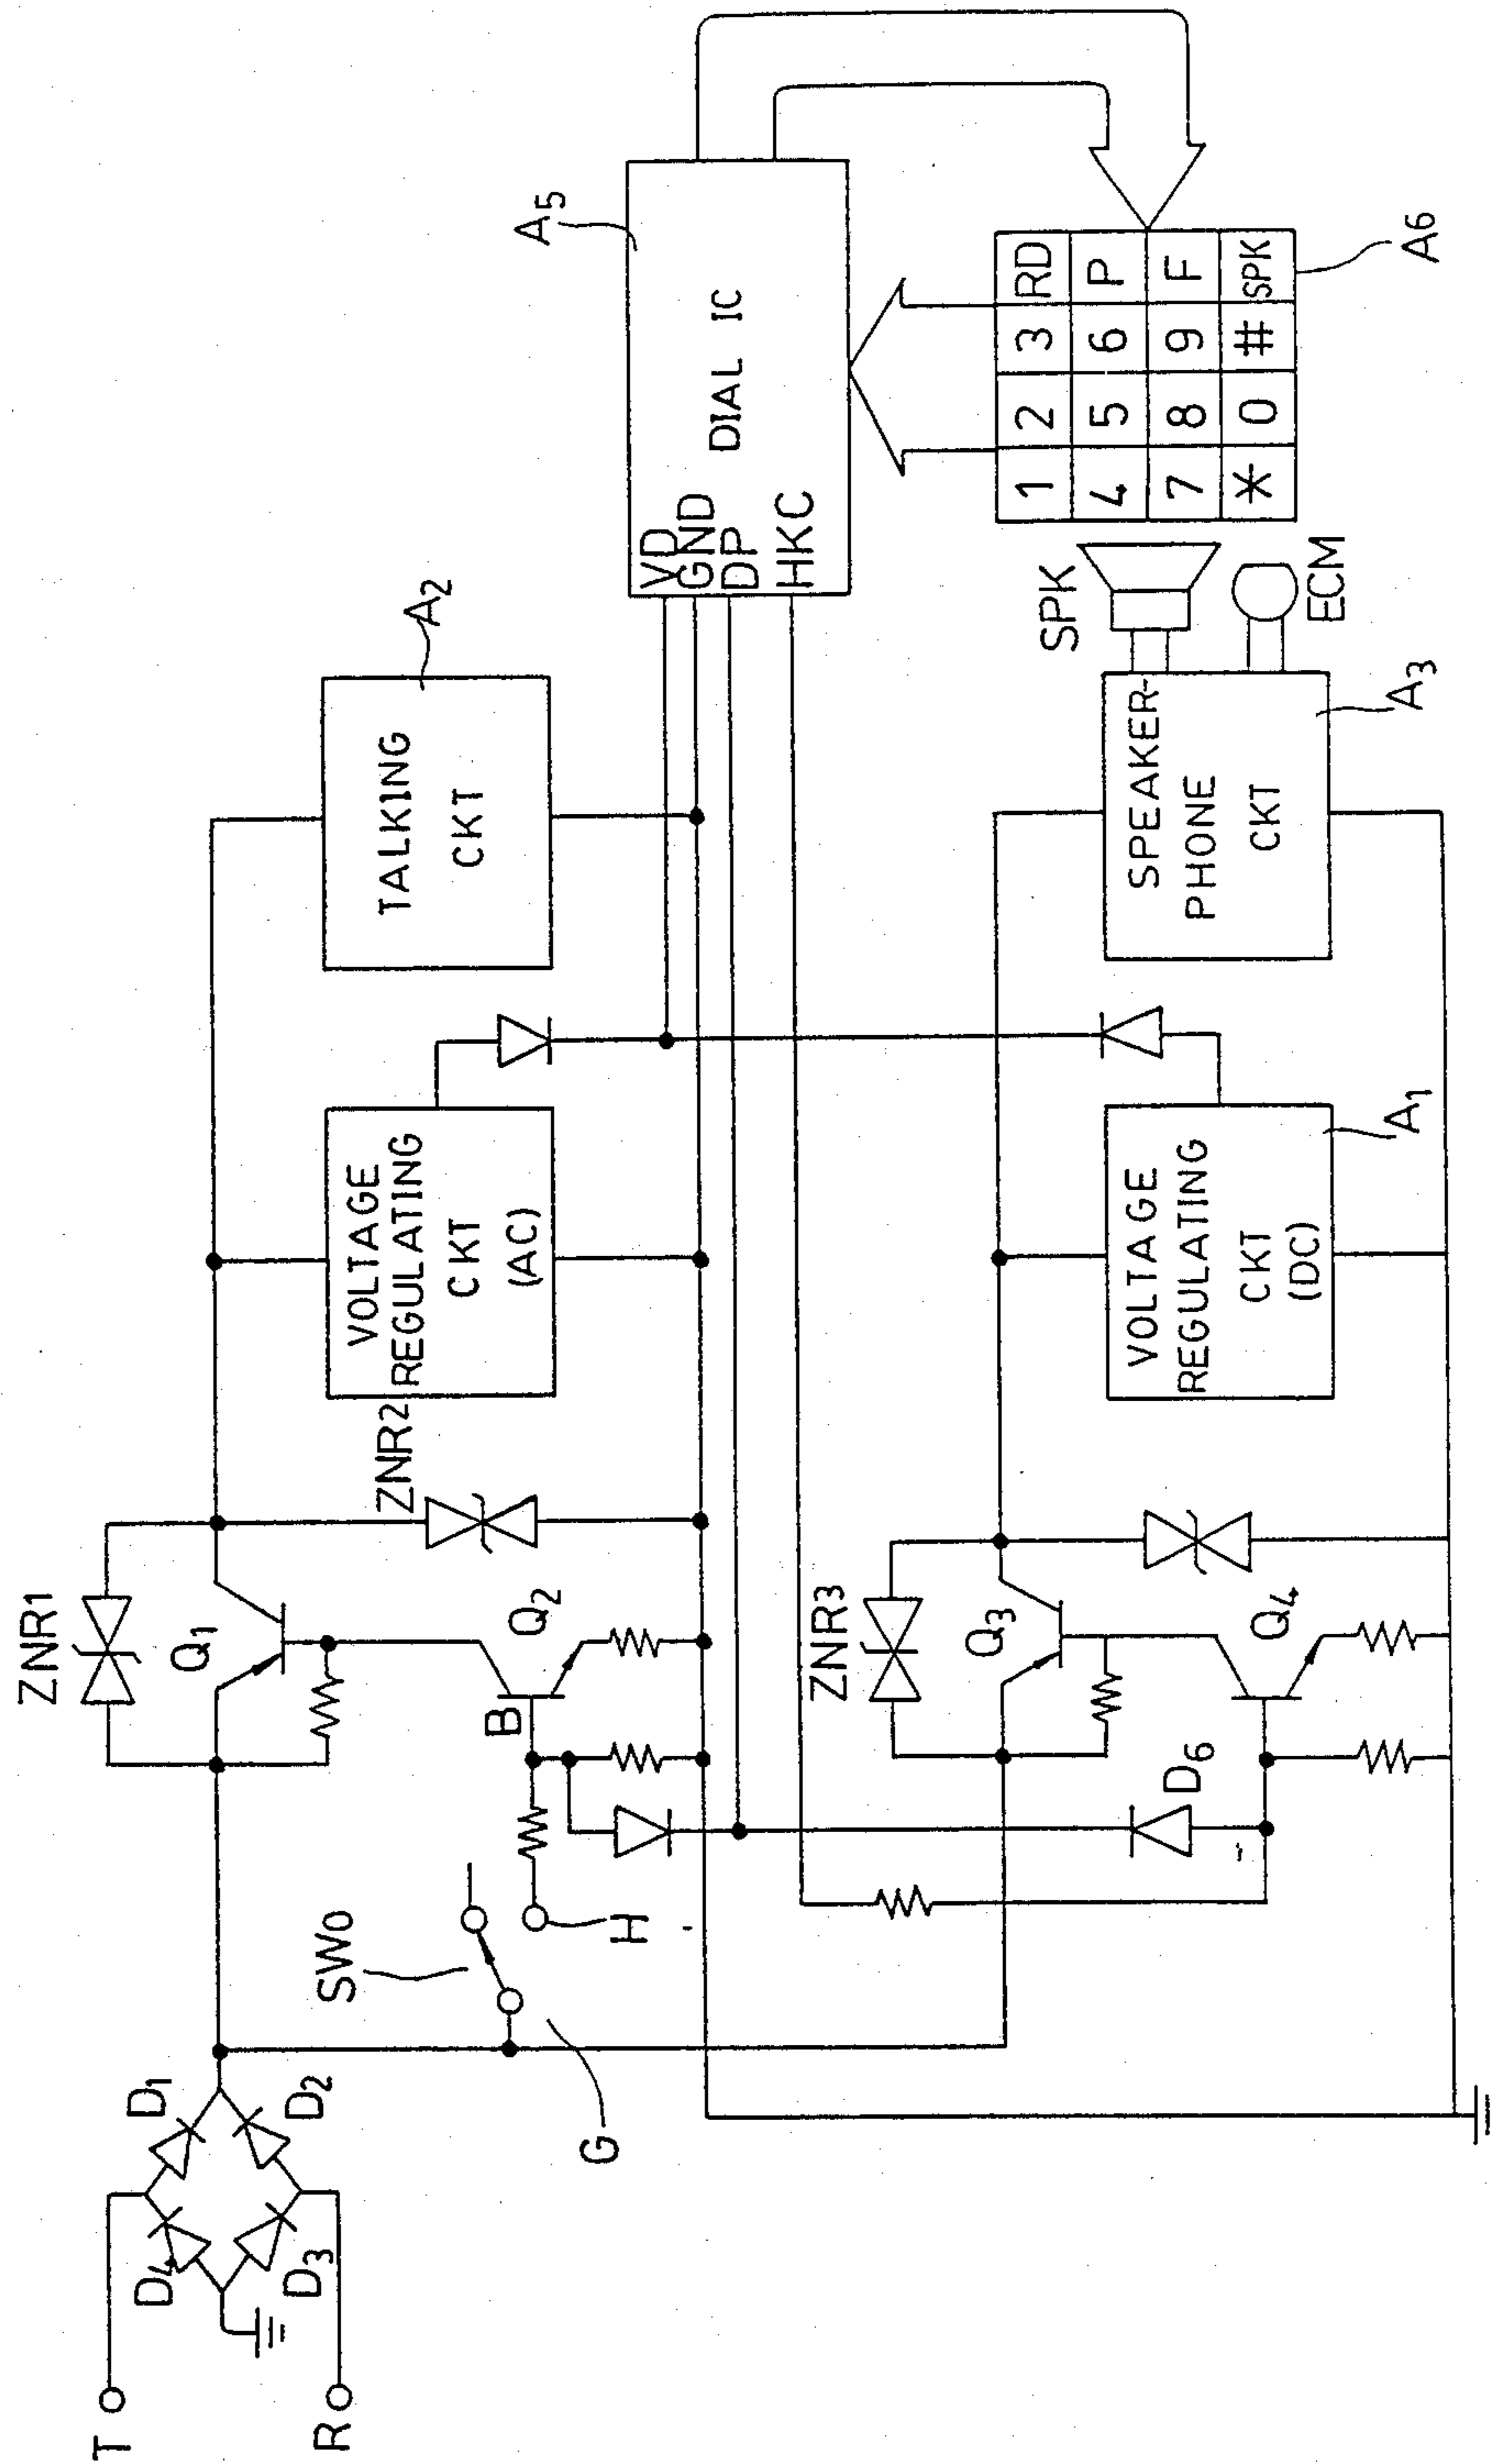 T
R
D1
D2
D3
D4
G
SW0
H
B
ZNR1
Q1
Q2
ZNR2
VOLTAGE
REGULATING
CKT
(AC)
TALKING
CKT
A2
A5
VD
GND
DP
HKC
DIAL IC
ZNR3
Q3
Q4
D6
VOLTAGE
REGULATING
CKT
(DC)
A1
SPEAKER-
PHONE
CKT
A3
SPK
ECM
1 2 3 RD
4 5 6 P
7 8 9 F
* 0 # SPK
A6